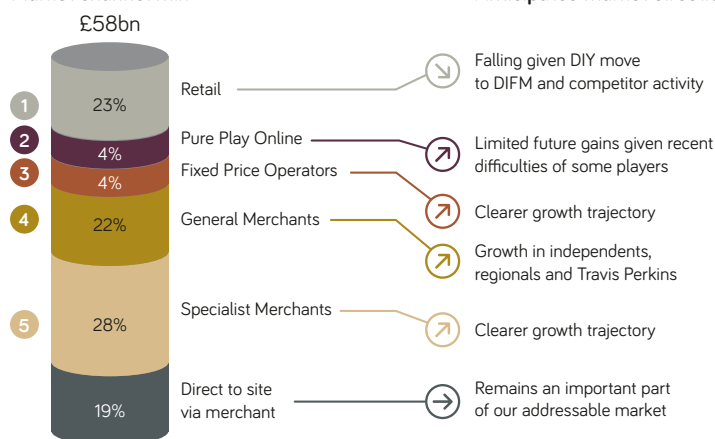 £58bn
1
23%
Retail
Falling given DIY move
to DIFM and competitor activity
2
4%
Pure Play Online
Limited future gains given recent
difficulties of some players
3
4%
Fixed Price Operators
Clearer growth trajectory
4
22%
General Merchants
Growth in independents,
regionals and Travis Perkins
5
28%
Specialist Merchants
Clearer growth trajectory
19%
Direct to site
via merchant
Remains an important part
of our addressable market